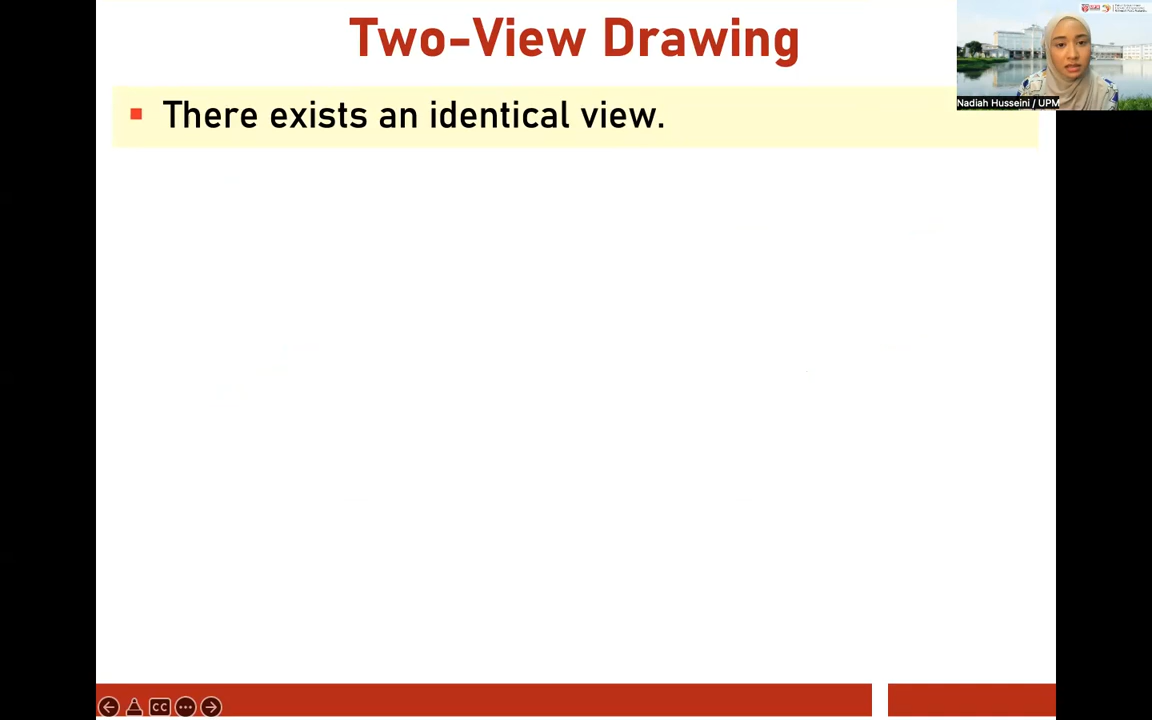 Two-View Drawing
There exists an identical view.
Nadiah Husseini / UPM
CC